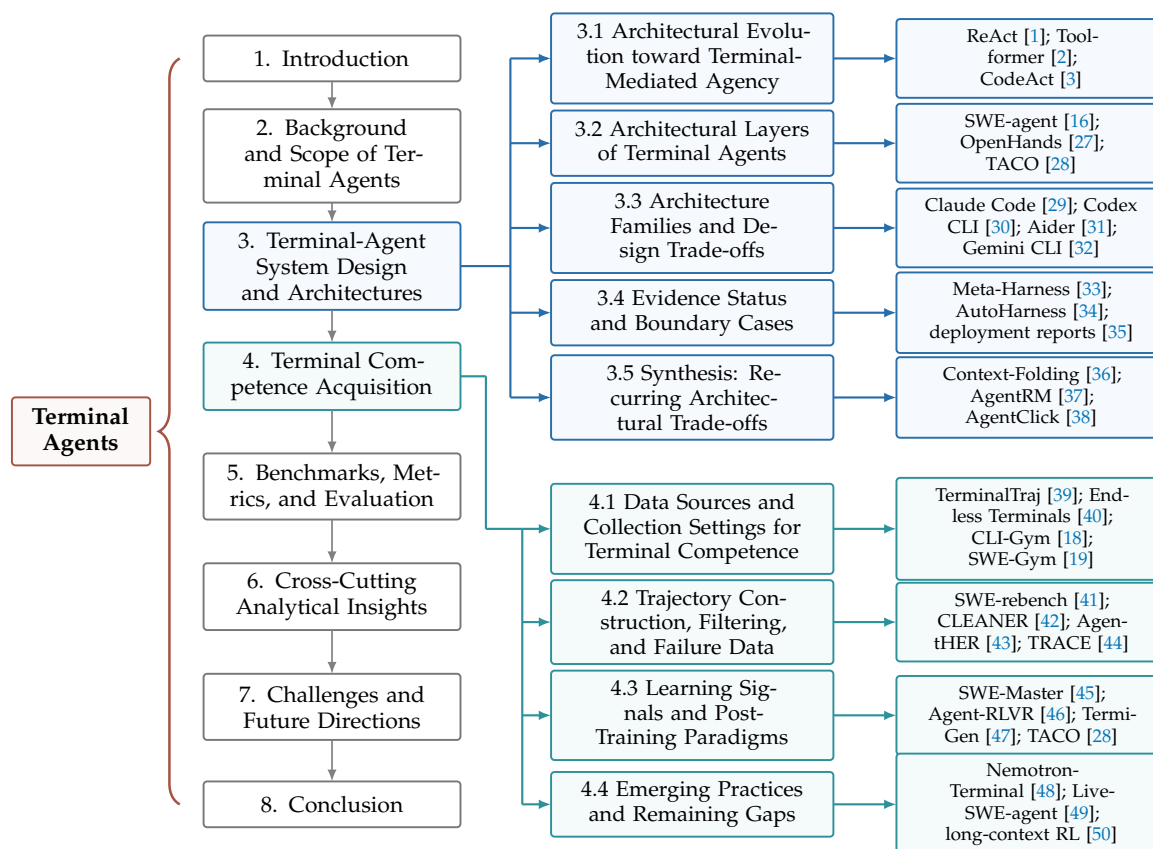 Terminal
Agents
1. Introduction
2. Background
and Scope of Ter-
minal Agents
3. Terminal-Agent
System Design
and Architectures
4. Terminal Com-
petence Acquisition
5. Benchmarks, Met-
rics, and Evaluation
6. Cross-Cutting
Analytical Insights
7. Challenges and
Future Directions
8. Conclusion
3.1 Architectural Evolu-
tion toward Terminal-
Mediated Agency
ReAct [1]; Tool-
former [2];
CodeAct [3]
3.2 Architectural Layers
of Terminal Agents
SWE-agent [16];
OpenHands [27];
TACO [28]
3.3 Architecture
Families and De-
sign Trade-offs
Claude Code [29]; Codex
CLI [30]; Aider [31];
Gemini CLI [32]
3.4 Evidence Status
and Boundary Cases
Meta-Harness [33];
AutoHarness [34];
deployment reports [35]
3.5 Synthesis: Re-
curring Architec-
tural Trade-offs
Context-Folding [36];
AgentRM [37];
AgentClick [38]
4.1 Data Sources and
Collection Settings for
Terminal Competence
TerminalTraj [39]; End-
less Terminals [40];
CLI-Gym [18];
SWE-Gym [19]
4.2 Trajectory Con-
struction, Filtering,
and Failure Data
SWE-rebench [41];
CLEANER [42]; Agen-
tHER [43]; TRACE [44]
4.3 Learning Sig-
nals and Post-
Training Paradigms
SWE-Master [45];
Agent-RLVR [46]; Termi-
Gen [47]; TACO [28]
4.4 Emerging Practices
and Remaining Gaps
Nemotron-
Terminal [48]; Live-
SWE-agent [49];
long-context RL [50]